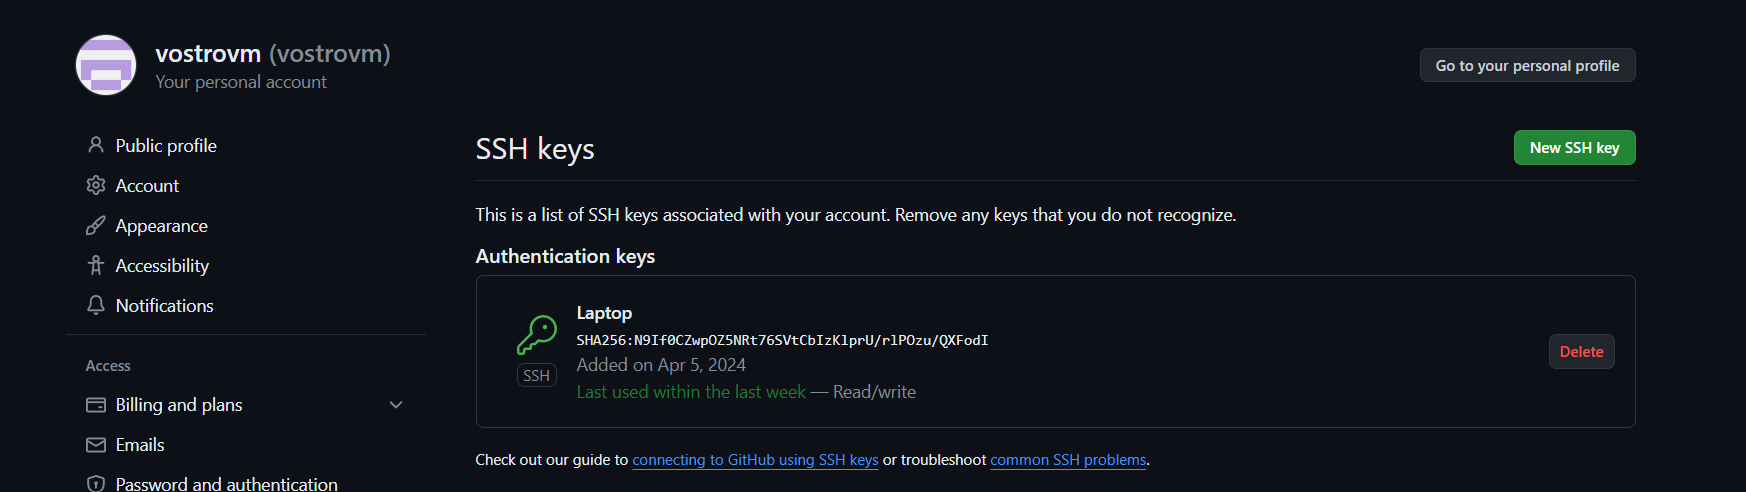 vostrovm (vostrovm)
Your personal account
Go to your personal profile
Public profile
Account
Appearance
Accessibility
Notifications
Access
Billing and plans
Emails
Password and authentication
SSH keys
New SSH key
This is a list of SSH keys associated with your account. Remove any keys that you do not recognize.
Authentication keys
Laptop
SHA256:N9If0CZwpOZ5NRt76SVtCbIzKlprU/rlPOzu/QXFodI
Added on Apr 5, 2024
Last used within the last week — Read/write
SSH
Delete
Check out our guide to connecting to GitHub using SSH keys or troubleshoot common SSH problems.